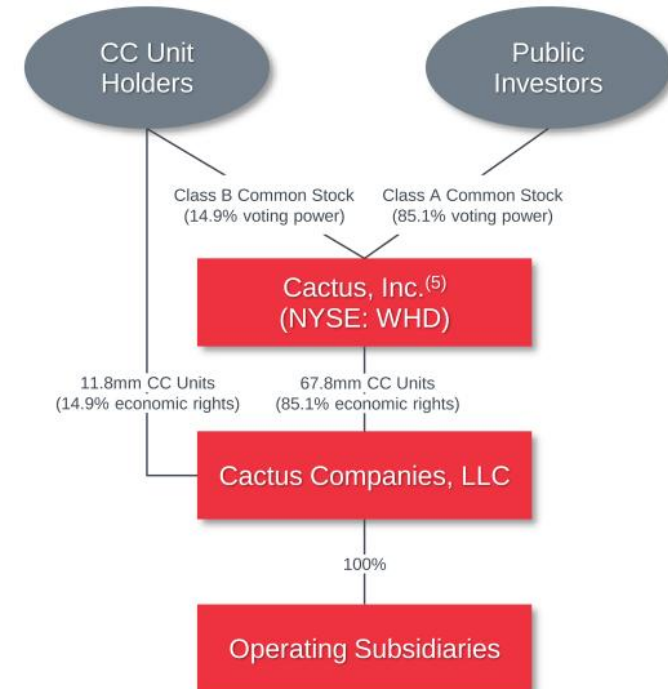 CC Unit
Holders
Public
Investors
Class B Common Stock
(14.9% voting power)
Class A Common Stock
(85.1% voting power)
Cactus, Inc.(5)
(NYSE: WHD)
11.8mm CC Units
(14.9% economic rights)
67.8mm CC Units
(85.1% economic rights)
Cactus Companies, LLC
100%
Operating Subsidiaries